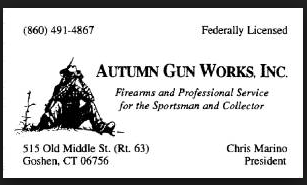 (860) 491-4867 Federally Licensed
AUTUMN GUN WORKS, INC.
Firearms and Professional Service
for the Sportsman and Collector
515 Old Middle St. (Rt. 63) Chris Marino
Goshen, CT 06756 President